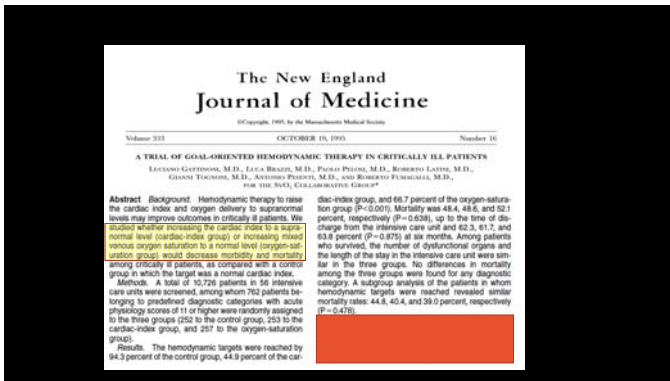 The New England
Journal of Medicine
©Copyright, 1995, by the Massachusetts Medical Society
Volume 333 OCTOBER 19, 1995 Number 16
A TRIAL OF GOAL-ORIENTED HEMODYNAMIC THERAPY IN CRITICALLY ILL PATIENTS
LUCIANO GATTINONI, M.D., LUCA BRAZZI, M.D., PAOLO PELOSI, M.D., ROBERTO LATINI, M.D.,
GIANNI TOGNONI, M.D., ANTONIO PESENTI, M.D., AND ROBERTO FUMAGALLI, M.D.,
FOR THE SVO2 COLLABORATIVE GROUP*
Abstract Background. Hemodynamic therapy to raise
the cardiac index and oxygen delivery to supranormal
levels may improve outcomes in critically ill patients. We
studied whether increasing the cardiac index to a supra-
normal level (cardiac-index group) or increasing mixed
venous oxygen saturation to a normal level (oxygen-sat-
uration group) would decrease morbidity and mortality
among critically ill patients, as compared with a control
group in which the target was a normal cardiac index.
Methods. A total of 10,726 patients in 56 intensive
care units were screened, among whom 762 patients be-
longing to predefined diagnostic categories with acute
physiology scores of 11 or higher were randomly assigned
to the three groups (252 to the control group, 253 to the
cardiac-index group, and 257 to the oxygen-saturation
group).
Results. The hemodynamic targets were reached by
94.3 percent of the control group, 44.9 percent of the car-
diac-index group, and 66.7 percent of the oxygen-satura-
tion group (P<0.001). Mortality was 48.4, 48.6, and 52.1
percent, respectively (P=0.638), up to the time of dis-
charge from the intensive care unit and 62.3, 61.7, and
63.8 percent (P=0.875) at six months. Among patients
who survived, the number of dysfunctional organs and
the length of the stay in the intensive care unit were sim-
ilar in the three groups. No differences in mortality
among the three groups were found for any diagnostic
category. A subgroup analysis of the patients in whom
hemodynamic targets were reached revealed similar
mortality rates: 44.8, 40.4, and 39.0 percent, respectively
(P=0.478).